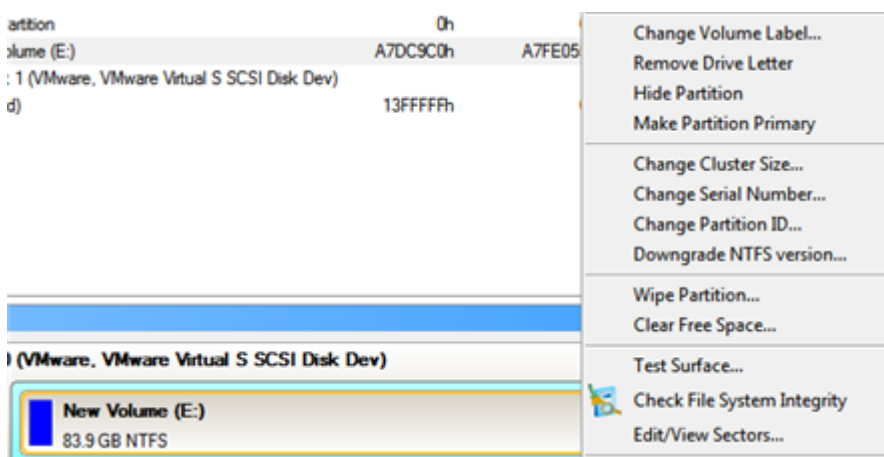 artition 0h
olume (E:) A7DC9C0h A7FE05
1 (VMware, VMware Virtual S SCSI Disk Dev)
d) 13FFFFFh
Change Volume Label...
Remove Drive Letter
Hide Partition
Make Partition Primary
Change Cluster Size...
Change Serial Number...
Change Partition ID...
Downgrade NTFS version...
Wipe Partition...
Clear Free Space...
Test Surface...
Check File System Integrity
Edit/View Sectors...
(VMware, VMware Virtual S SCSI Disk Dev)
New Volume (E:)
83.9 GB NTFS